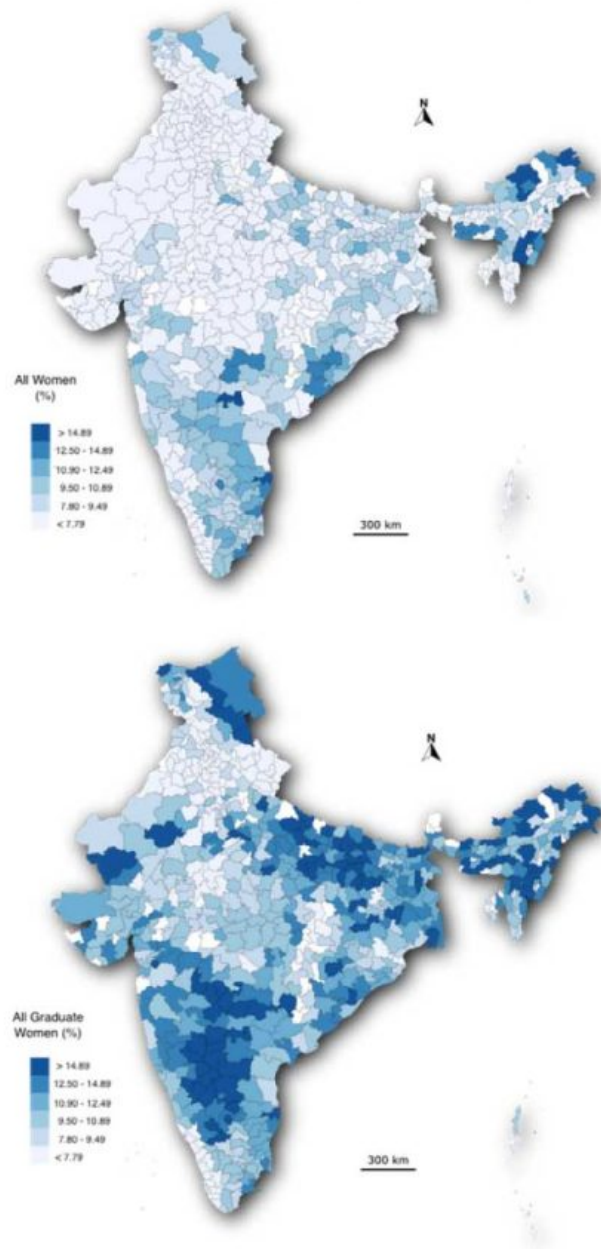 N
All Women
(%)
> 14.89
12.50 - 14.89
10.90 - 12.49
9.50 - 10.89
7.80 - 9.49
< 7.79
300 km
N
All Graduate
Women (%)
> 14.89
12.50 - 14.89
10.90 - 12.49
9.50 - 10.89
7.80 - 9.49
< 7.79
300 km